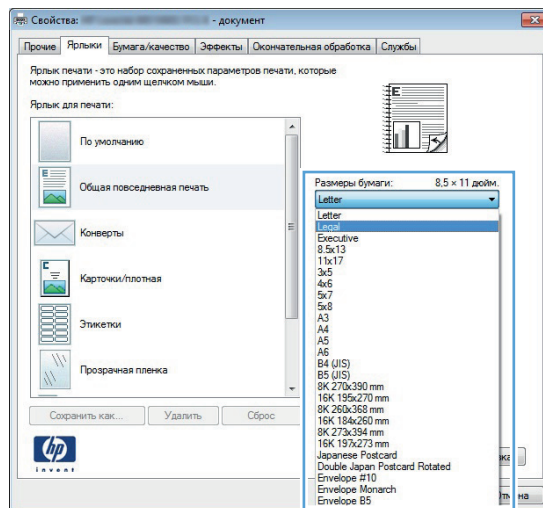 Свойства: - документ
Прочие Ярлыки Бумага/качество Эффекты Окончательная обработка Службы
Ярлык печати - это набор сохраненных параметров печати, которые
можно применить одним щелчком мыши.
Ярлык для печати:
По умолчанию
Общая повседневная печать
Конверты
Карточки/плотная
Этикетки
Прозрачная пленка
Сохранить как... Удалить Сброс
hp
invent
E
Размеры бумаги: 8,5 × 11 дюйм.
Letter
Letter
Legal
Executive
8.5x13
11x17
3x5
4x6
5x7
5x8
A3
A4
A5
A6
B4 (JIS)
B5 (JIS)
8K 270x390 mm
16K 195x270 mm
8K 260x368 mm
16K 184x260 mm
8K 273x394 mm
16K 197x273 mm
Japanese Postcard
Double Japan Postcard Rotated
Envelope #10
Envelope Monarch
Envelope B5